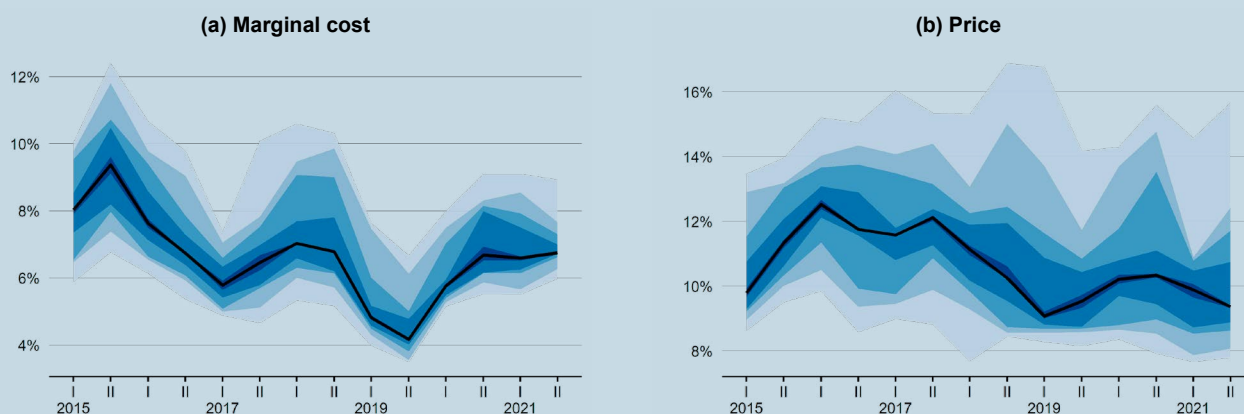 (a) Marginal cost
12%
10%
8%
6%
4%
I II I II I II I II I II I II I II
2015 2017 2019 2021
(b) Price
16%
14%
12%
10%
8%
I II I II I II I II I II I II I II
2015 2017 2019 2021